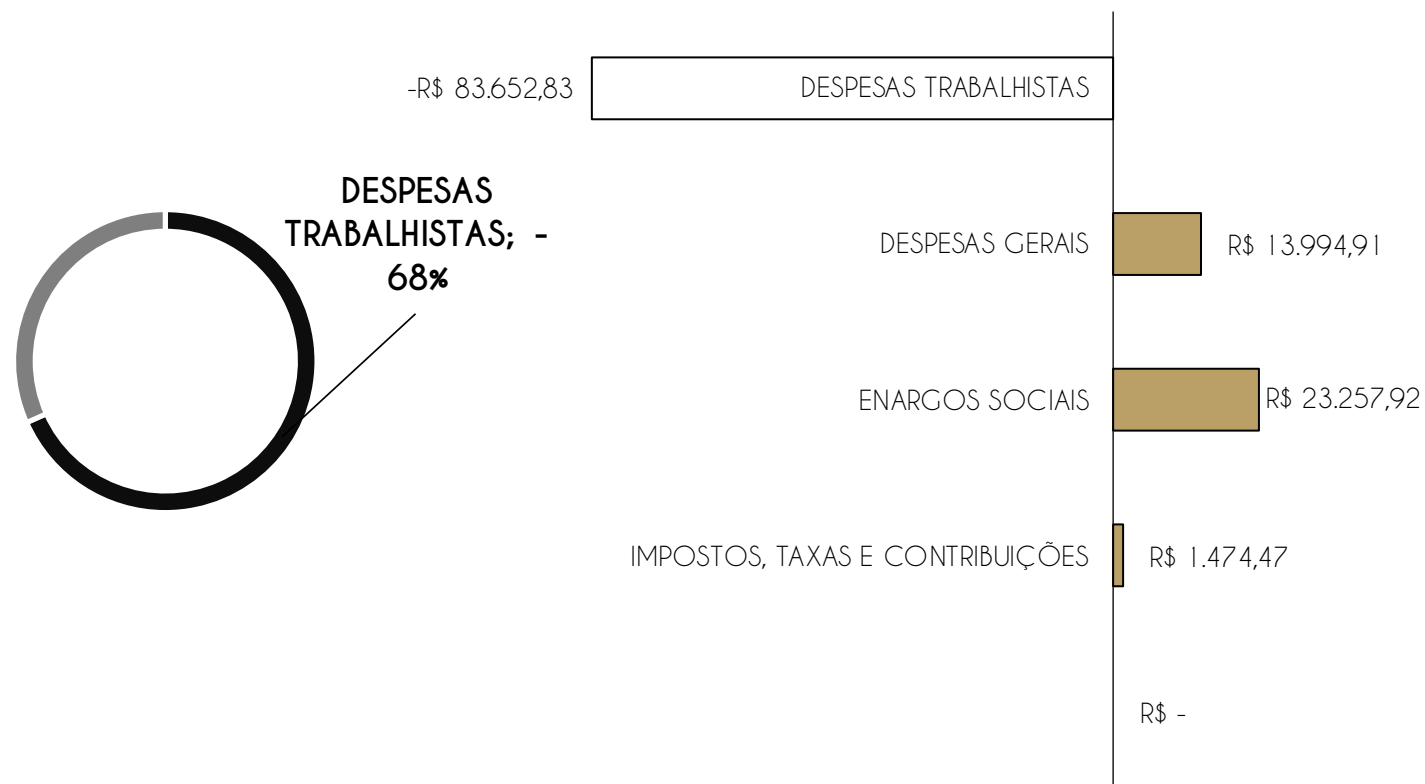 -R$ 83.652,83
DESPESAS TRABALHISTAS
DESPESAS
TRABALHISTAS; -
68%
DESPESAS GERAIS
R$ 13.994,91
ENARGOS SOCIAIS
R$ 23.257,92
IMPOSTOS, TAXAS E CONTRIBUIÇÕES
R$ 1.474,47
R$ -